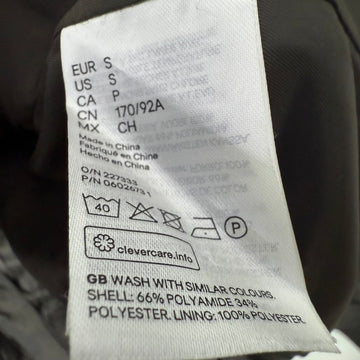 EUR S
US S
CA P
CN 170/92A
MX CH
Made in China
Fabriqué en Chine
Hecho en China
O/N 227333
P/N 06026731
40 P
clevercare.info
GB WASH WITH SIMILAR COLOURS.
SHELL: 66% POLYAMIDE 34%
POLYESTER. LINING: 100% POLYESTER.